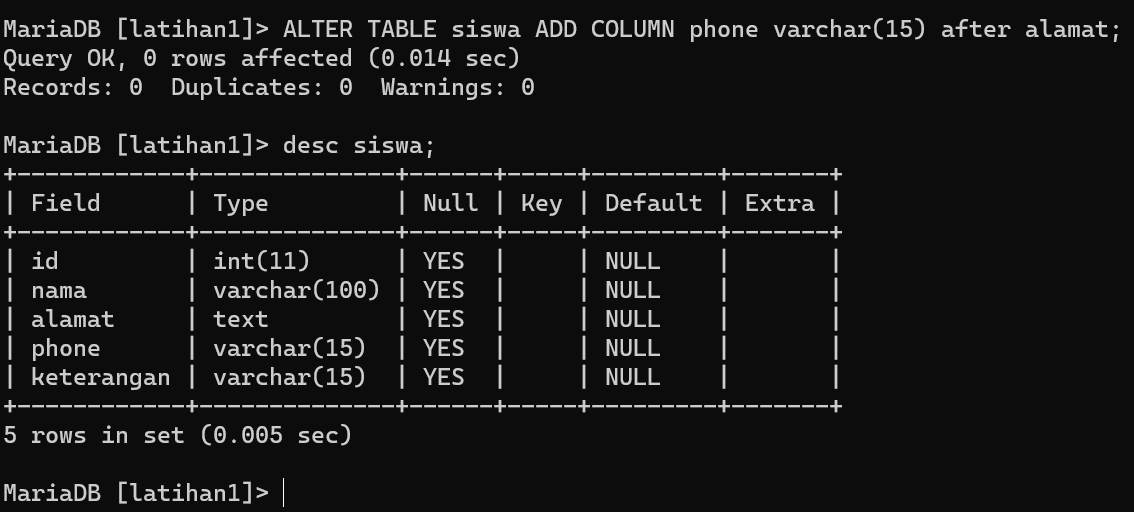 MariaDB [latihan1]> ALTER TABLE siswa ADD COLUMN phone varchar(15) after alamat;
Query OK, 0 rows affected (0.014 sec)
Records: 0  Duplicates: 0  Warnings: 0

MariaDB [latihan1]> desc siswa;
+------------+--------------+------+-----+---------+-------+
| Field      | Type         | Null | Key | Default | Extra |
+------------+--------------+------+-----+---------+-------+
| id         | int(11)      | YES  |     | NULL    |       |
| nama       | varchar(100) | YES  |     | NULL    |       |
| alamat     | text         | YES  |     | NULL    |       |
| phone      | varchar(15)  | YES  |     | NULL    |       |
| keterangan | varchar(15)  | YES  |     | NULL    |       |
+------------+--------------+------+-----+---------+-------+
5 rows in set (0.005 sec)

MariaDB [latihan1]>